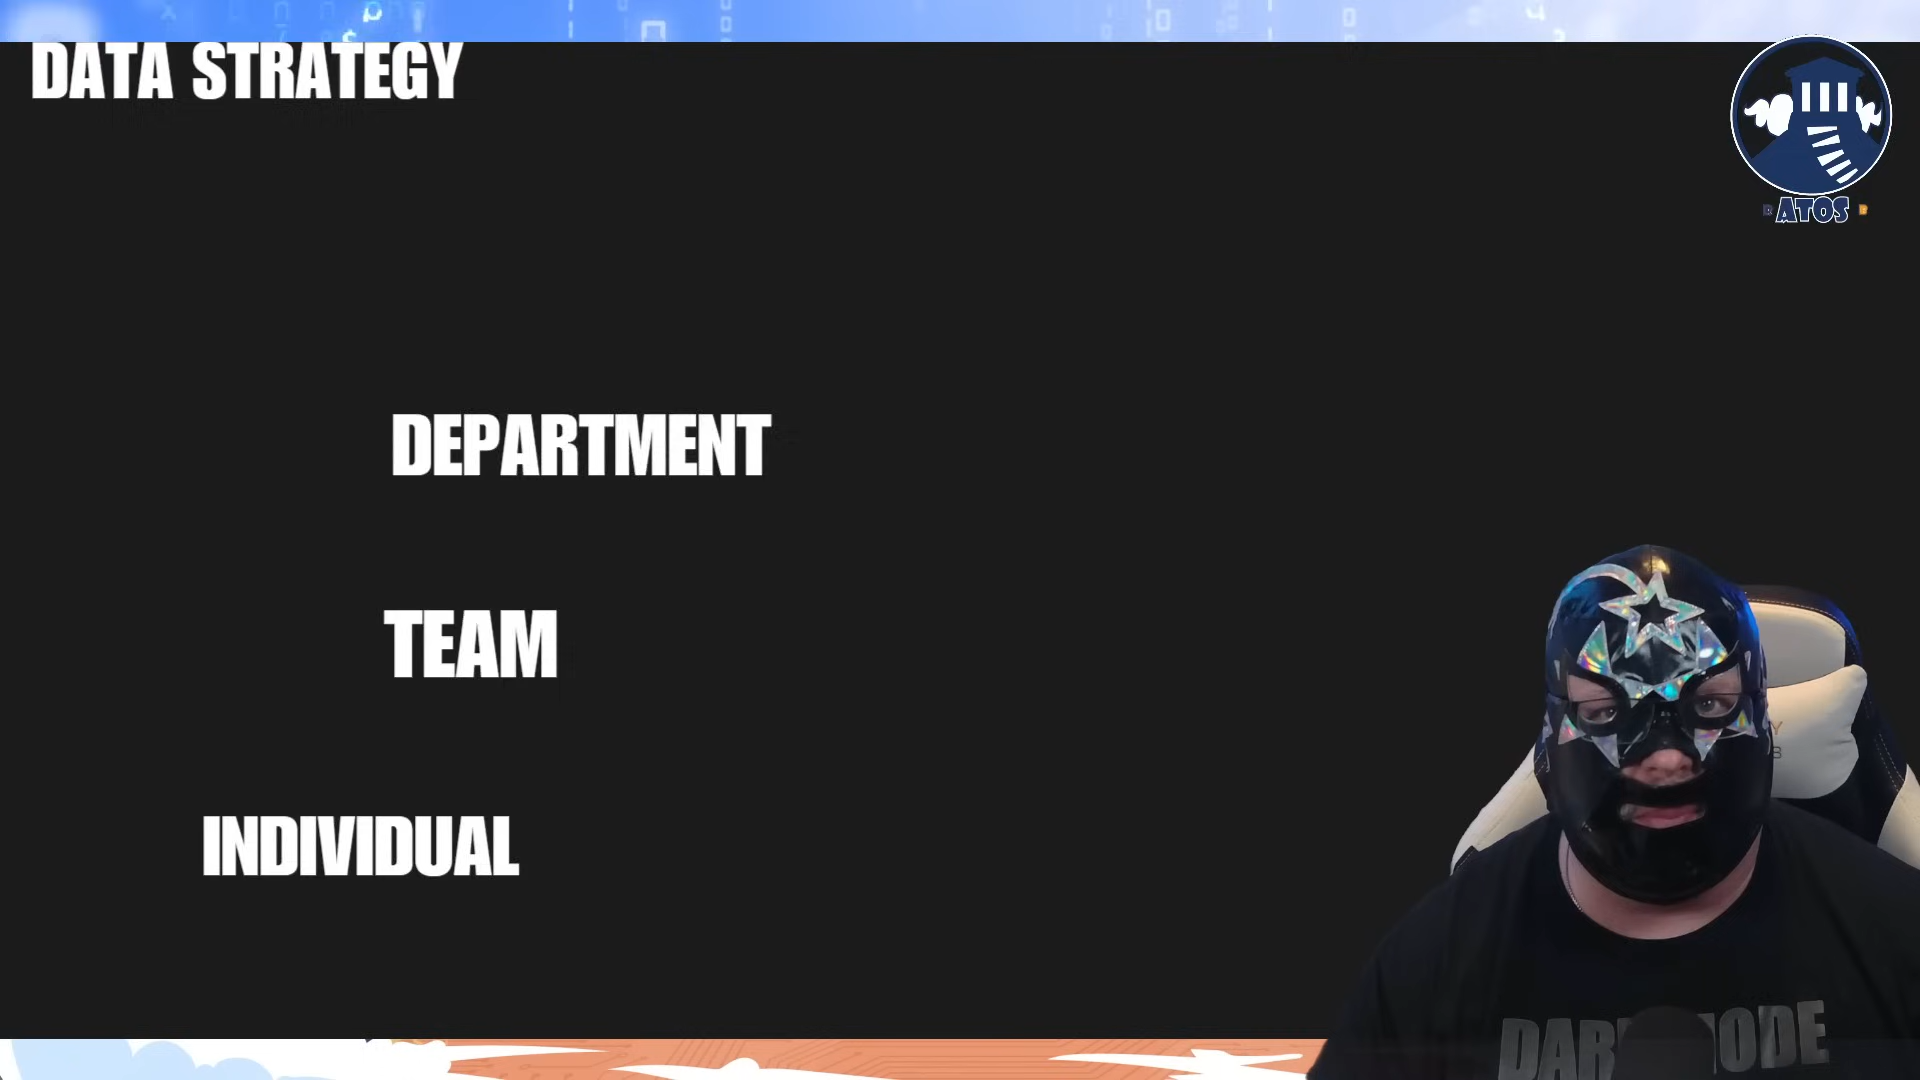 DATA STRATEGY
ATOS
DEPARTMENT
TEAM
INDIVIDUAL